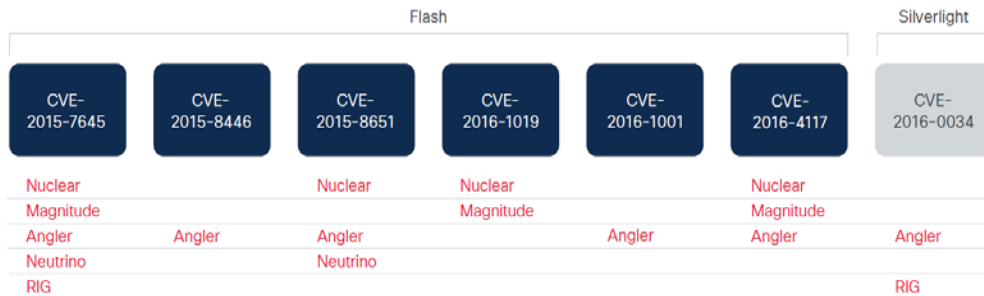 Flash Silverlight
CVE- CVE- CVE- CVE- CVE- CVE- CVE-
2015-7645 2015-8446 2015-8651 2016-1019 2016-1001 2016-4117 2016-0034
Nuclear Nuclear Nuclear Nuclear
Magnitude Magnitude Magnitude
Angler Angler Angler Angler Angler Angler
Neutrino Neutrino
RIG RIG